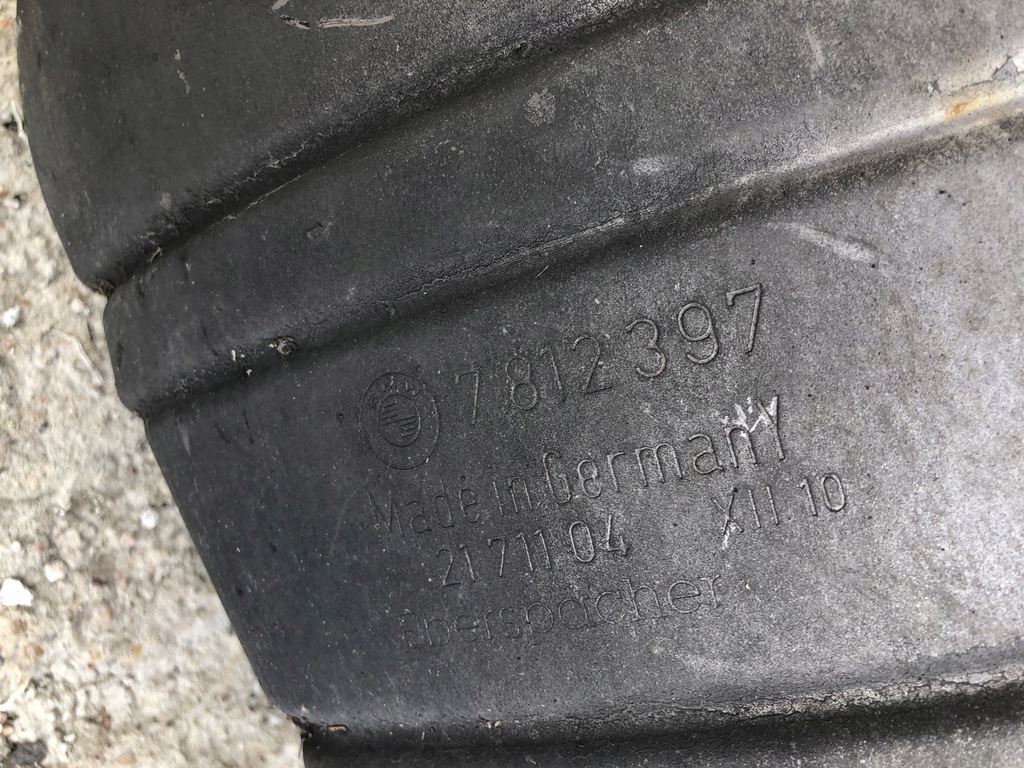 7 812 397
Made in Germany
21 711 04 XII 10
Eberspächer